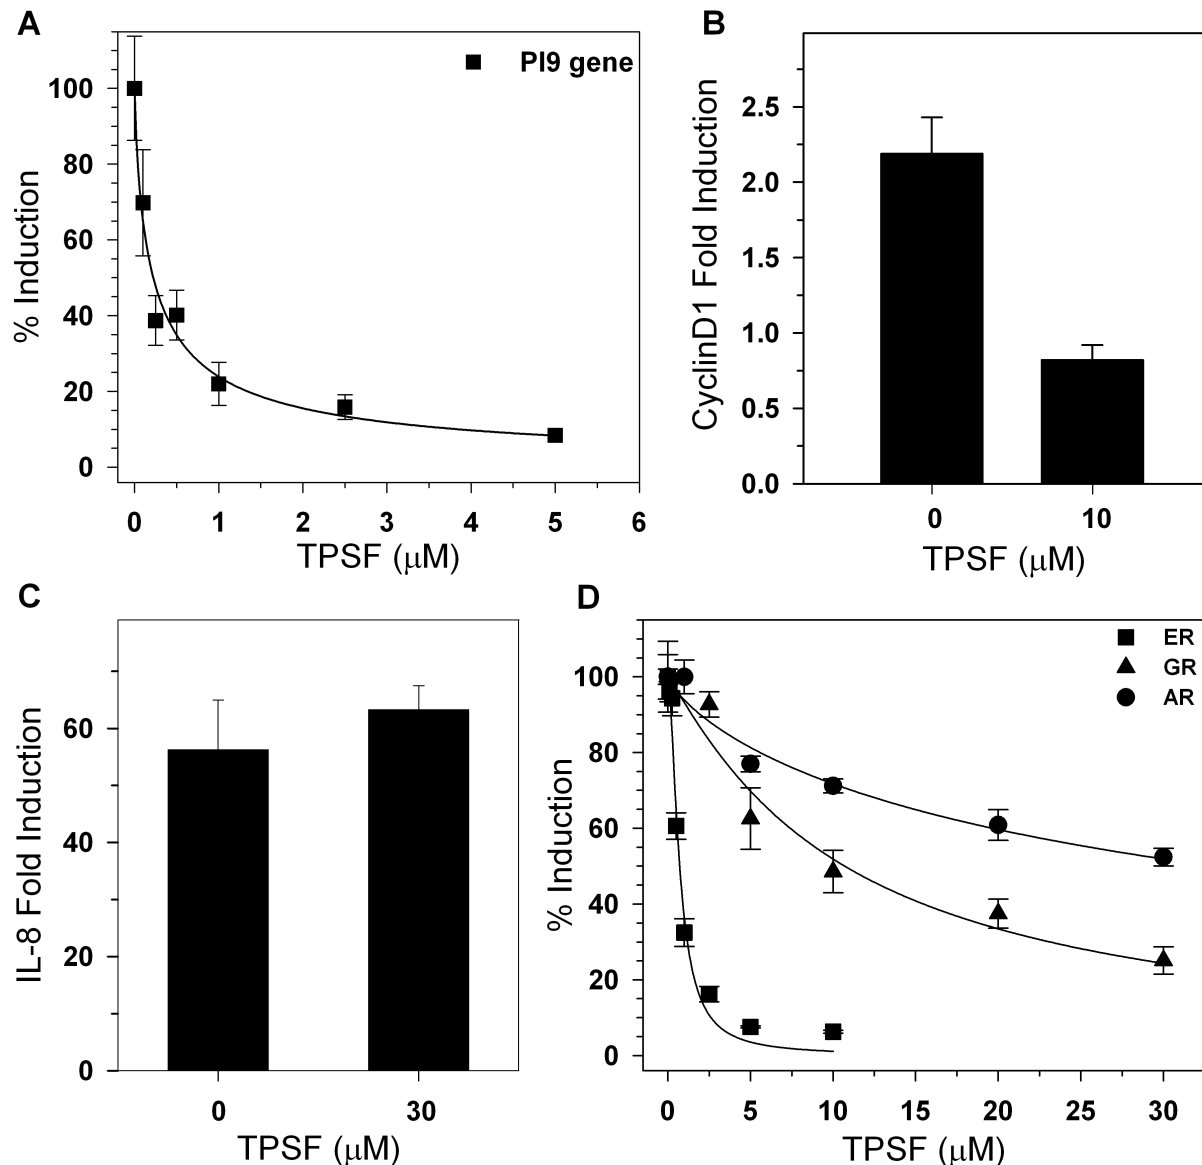 A
PI9 gene
% Induction
100
80
60
40
20
0
0 1 2 3 4 5 6
TPSF (μM)
B
CyclinD1 Fold Induction
2.5
2.0
1.5
1.0
0.5
0.0
0 10
TPSF (μM)
C
IL-8 Fold Induction
60
40
20
0
0 30
TPSF (μM)
D
ER
GR
AR
% Induction
100
80
60
40
20
0
0 5 10 15 20 25 30
TPSF (μM)